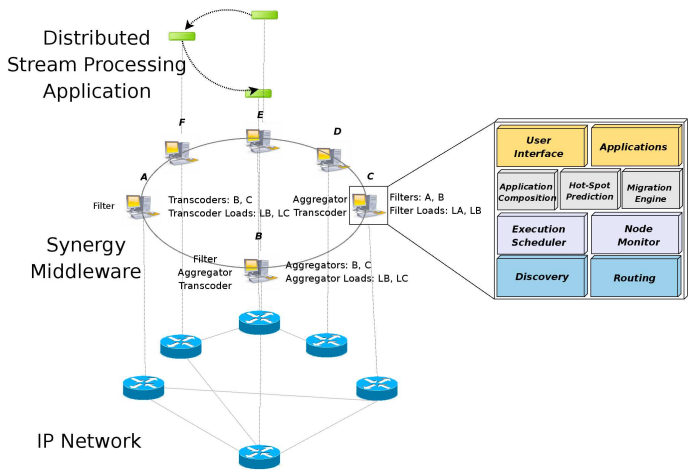 Distributed
Stream Processing
Application
F
E
D
A
C
B
Filter
Transcoders: B, C
Transcoder Loads: LB, LC
Aggregator
Transcoder
Filters: A, B
Filter Loads: LA, LB
Synergy
Middleware
Filter
Aggregator
Transcoder
Aggregators: B, C
Aggregator Loads: LB, LC
User
Interface
Applications
Application
Composition
Hot-Spot
Prediction
Migration
Engine
Execution
Scheduler
Node
Monitor
Discovery
Routing
IP Network